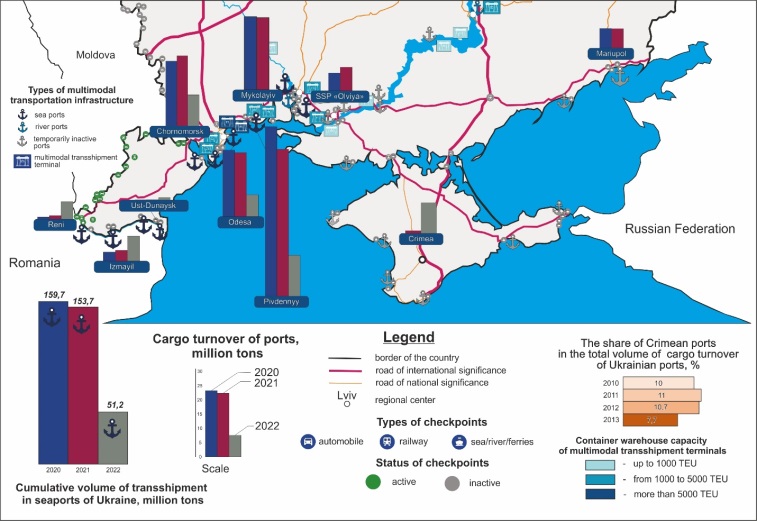 Moldova
Types of multimodal
transportation infrastructure
- sea ports
- river ports
- temporarily inactive
ports
- multimodal transshipment
terminal
Mykolayiv
SSP «Olviya»
Mariupol
Chornomorsk
Ust-Dunaysk
Reni
Odesa
Crimea
Izmayil
Pivdennyy
Romania
Russian Federation
159,7
153,7
51,2
2020
2021
2022
Cumulative volume of transshipment
in seaports of Ukraine, million tons
Cargo turnover of ports,
million tons
30
25
20
15
10
5
0
2020
2021
2022
Scale
Legend
border of the country
road of international significance
road of national significance
Lviv
regional center
Types of checkpoints
automobile
railway
sea/river/ferries
Status of checkpoints
active
inactive
The share of Crimean ports
in the total volume of cargo turnover
of Ukrainian ports, %
2010
10
2011
11
2012
10,7
2013
Container warehouse capacity
of multimodal transshipment terminals
- up to 1000 TEU
- from 1000 to 5000 TEU
- more than 5000 TEU